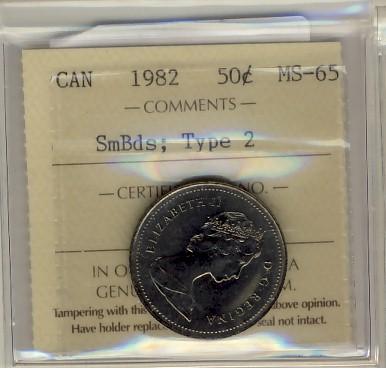 CAN 1982 50¢ MS-65
— COMMENTS —
SmBds; Type 2
— CERTIFI NO. —
IN O A
GENU M.
Tampering with this above opinion.
Have holder replac seal not intact.
ELIZABETH II
D·G·REGINA